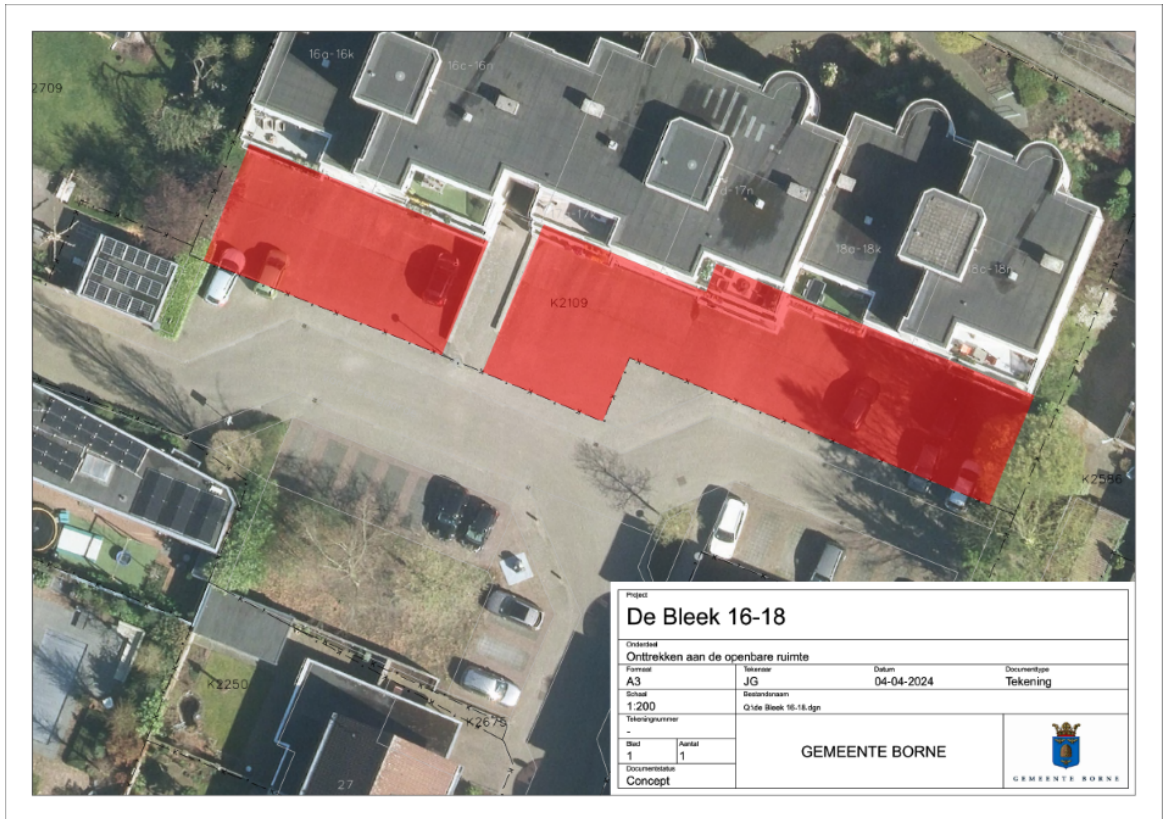 2709
16a-16k
16c-16n
17d-17n
18a-18k
18c-18n
K2109
K2586
K2250
K2675
27
Project
De Bleek 16-18
Onderdeel
Onttrekken aan de openbare ruimte
Formaat
A3
Tekenaar
JG
Datum
04-04-2024
Documenttype
Tekening
Schaal
1:200
Bestandsnaam
Q:\de Bleek 16-18.dgn
Tekeningnummer
-
Blad
1
Aantal
1
Documentstatus
Concept
GEMEENTE BORNE
GEMEENTE BORNE